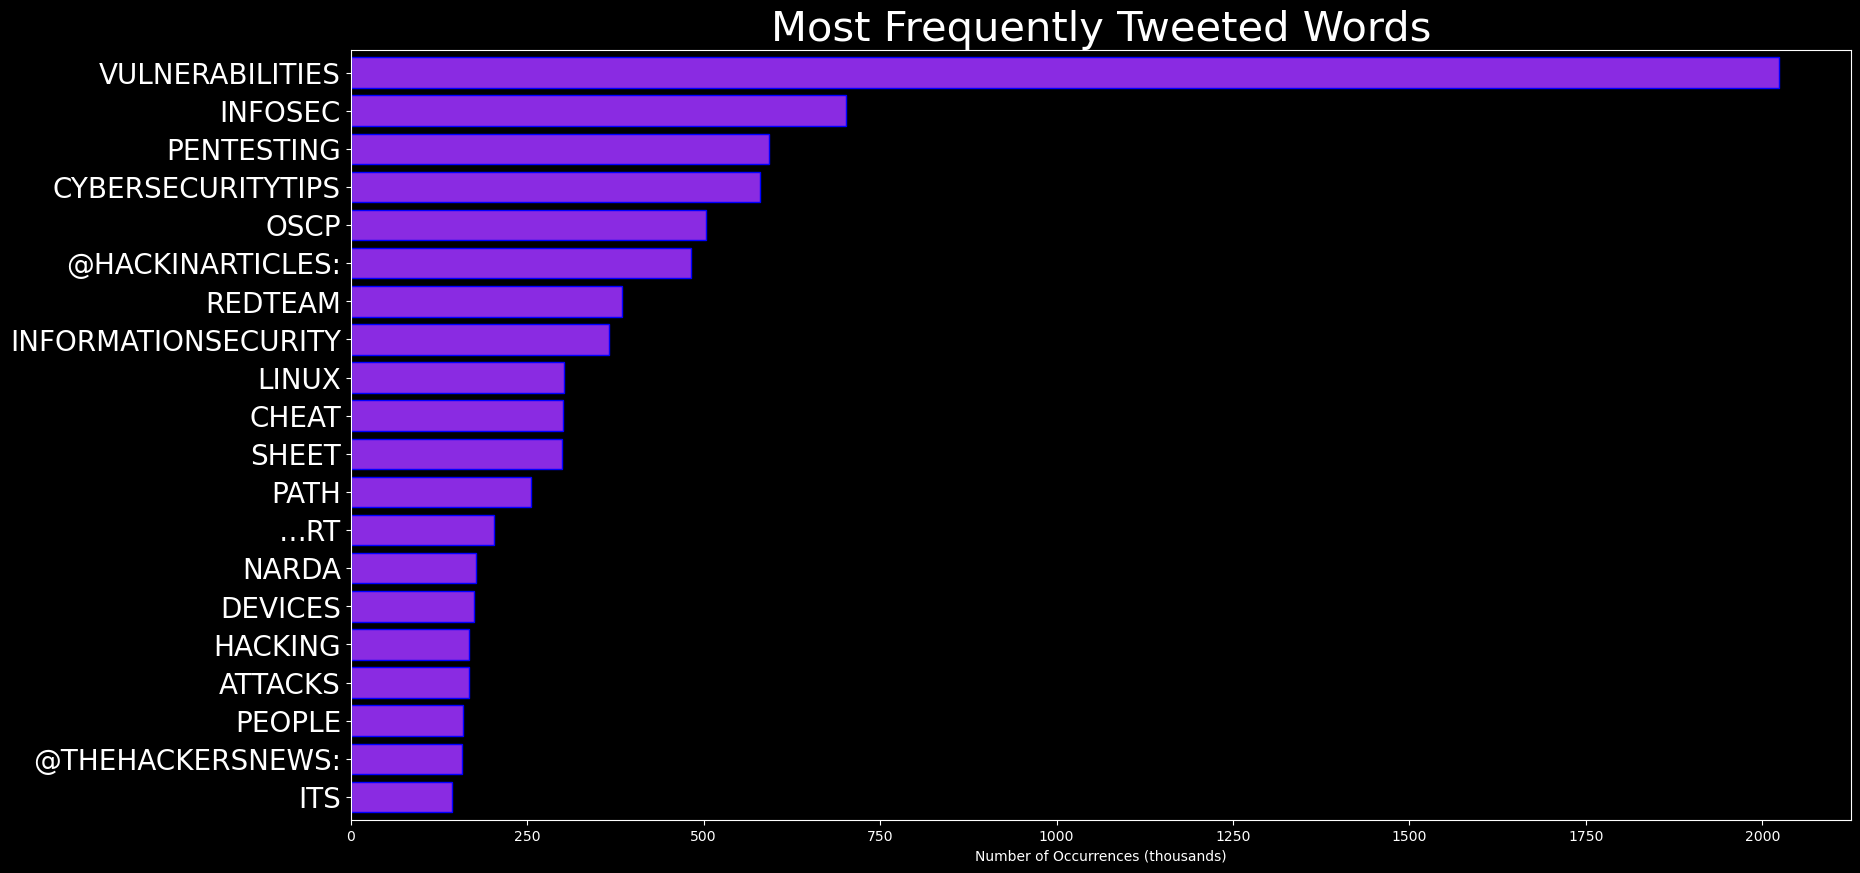 Most Frequently Tweeted Words
VULNERABILITIES
INFOSEC
PENTESTING
CYBERSECURITYTIPS
OSCP
@HACKINARTICLES:
REDTEAM
INFORMATIONSECURITY
LINUX
CHEAT
SHEET
PATH
…RT
NARDA
DEVICES
HACKING
ATTACKS
PEOPLE
@THEHACKERSNEWS:
ITS
0 250 500 750 1000 1250 1500 1750 2000
Number of Occurrences (thousands)